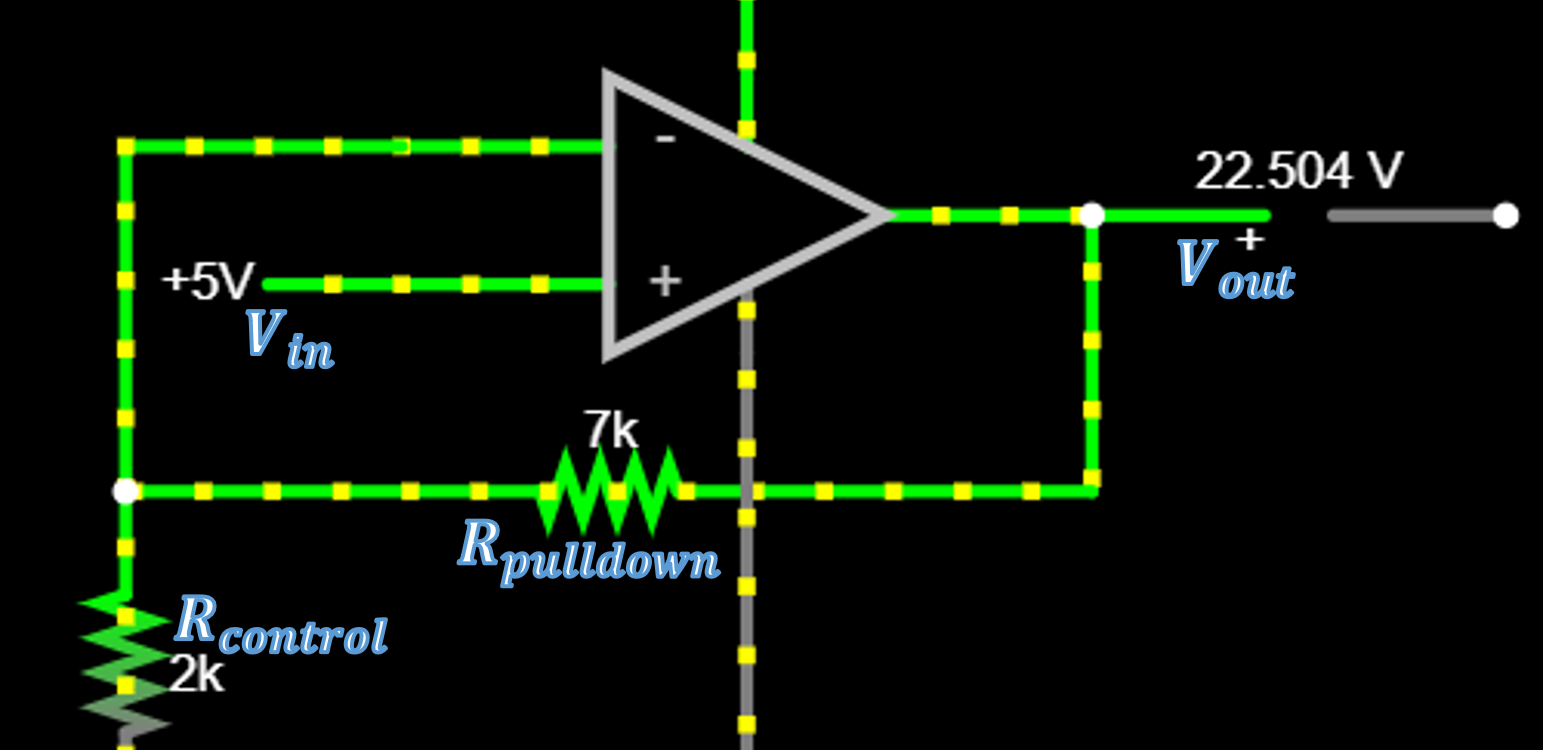 -
22.504 V
+
V_out
+5V
+
V_in
7k
R_pulldown
R_control
2k